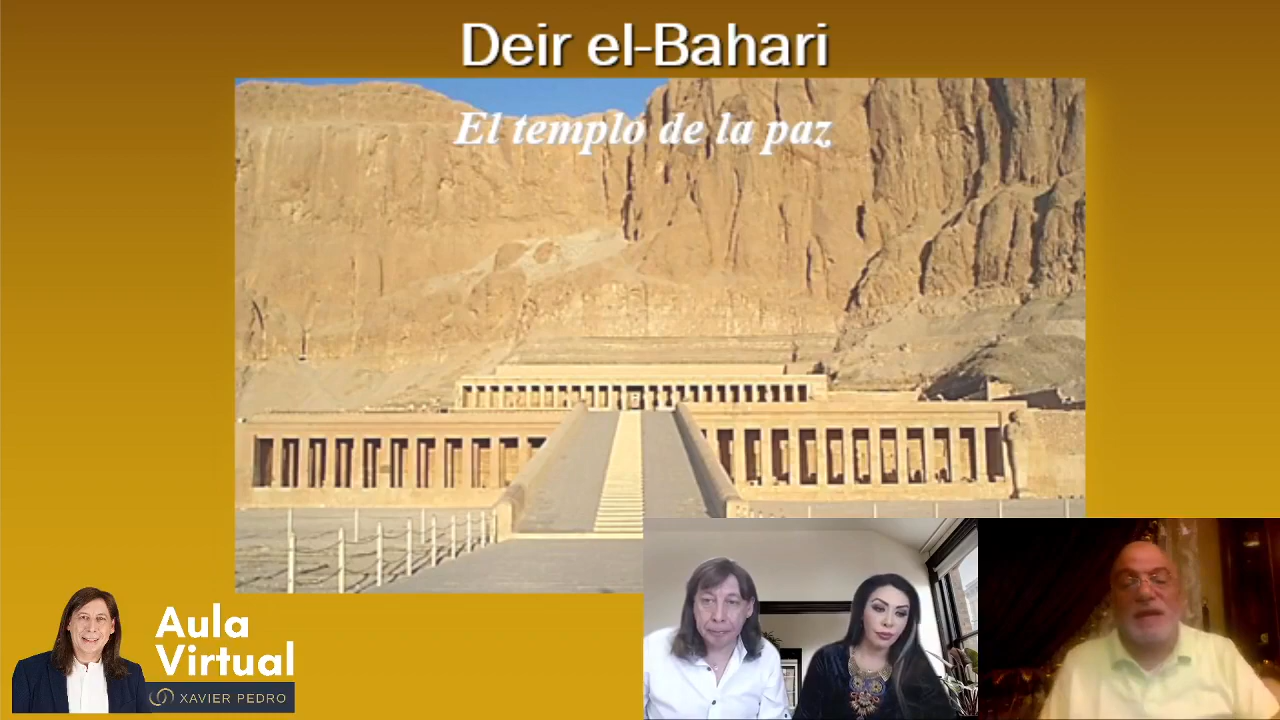 Deir el-Bahari
El templo de la paz
Aula
Virtual
XAVIER PEDRO